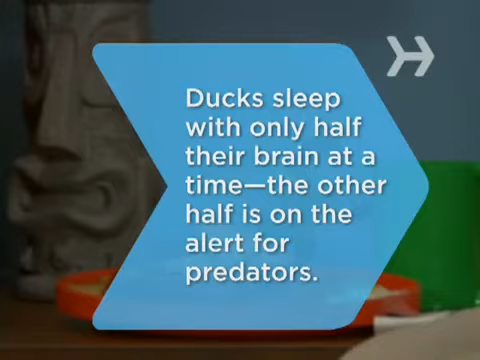 Ducks sleep
with only half
their brain at a
time—the other
half is on the
alert for
predators.